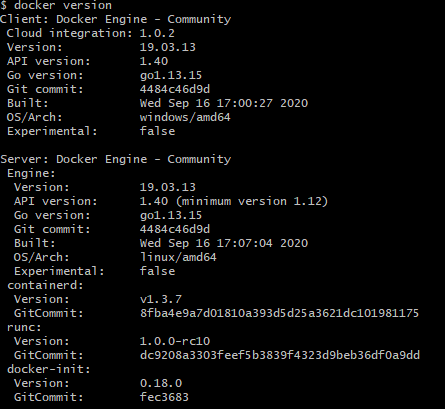 $ docker version
Client: Docker Engine - Community
Cloud integration: 1.0.2
Version: 19.03.13
API version: 1.40
Go version: go1.13.15
Git commit: 4484c46d9d
Built: Wed Sep 16 17:00:27 2020
OS/Arch: windows/amd64
Experimental: false
Server: Docker Engine - Community
Engine:
Version: 19.03.13
API version: 1.40 (minimum version 1.12)
Go version: go1.13.15
Git commit: 4484c46d9d
Built: Wed Sep 16 17:07:04 2020
OS/Arch: linux/amd64
Experimental: false
containerd:
Version: v1.3.7
GitCommit: 8fba4e9a7d01810a393d5d25a3621dc101981175
runc:
Version: 1.0.0-rc10
GitCommit: dc9208a3303feef5b3839f4323d9beb36df0a9dd
docker-init:
Version: 0.18.0
GitCommit: fec3683